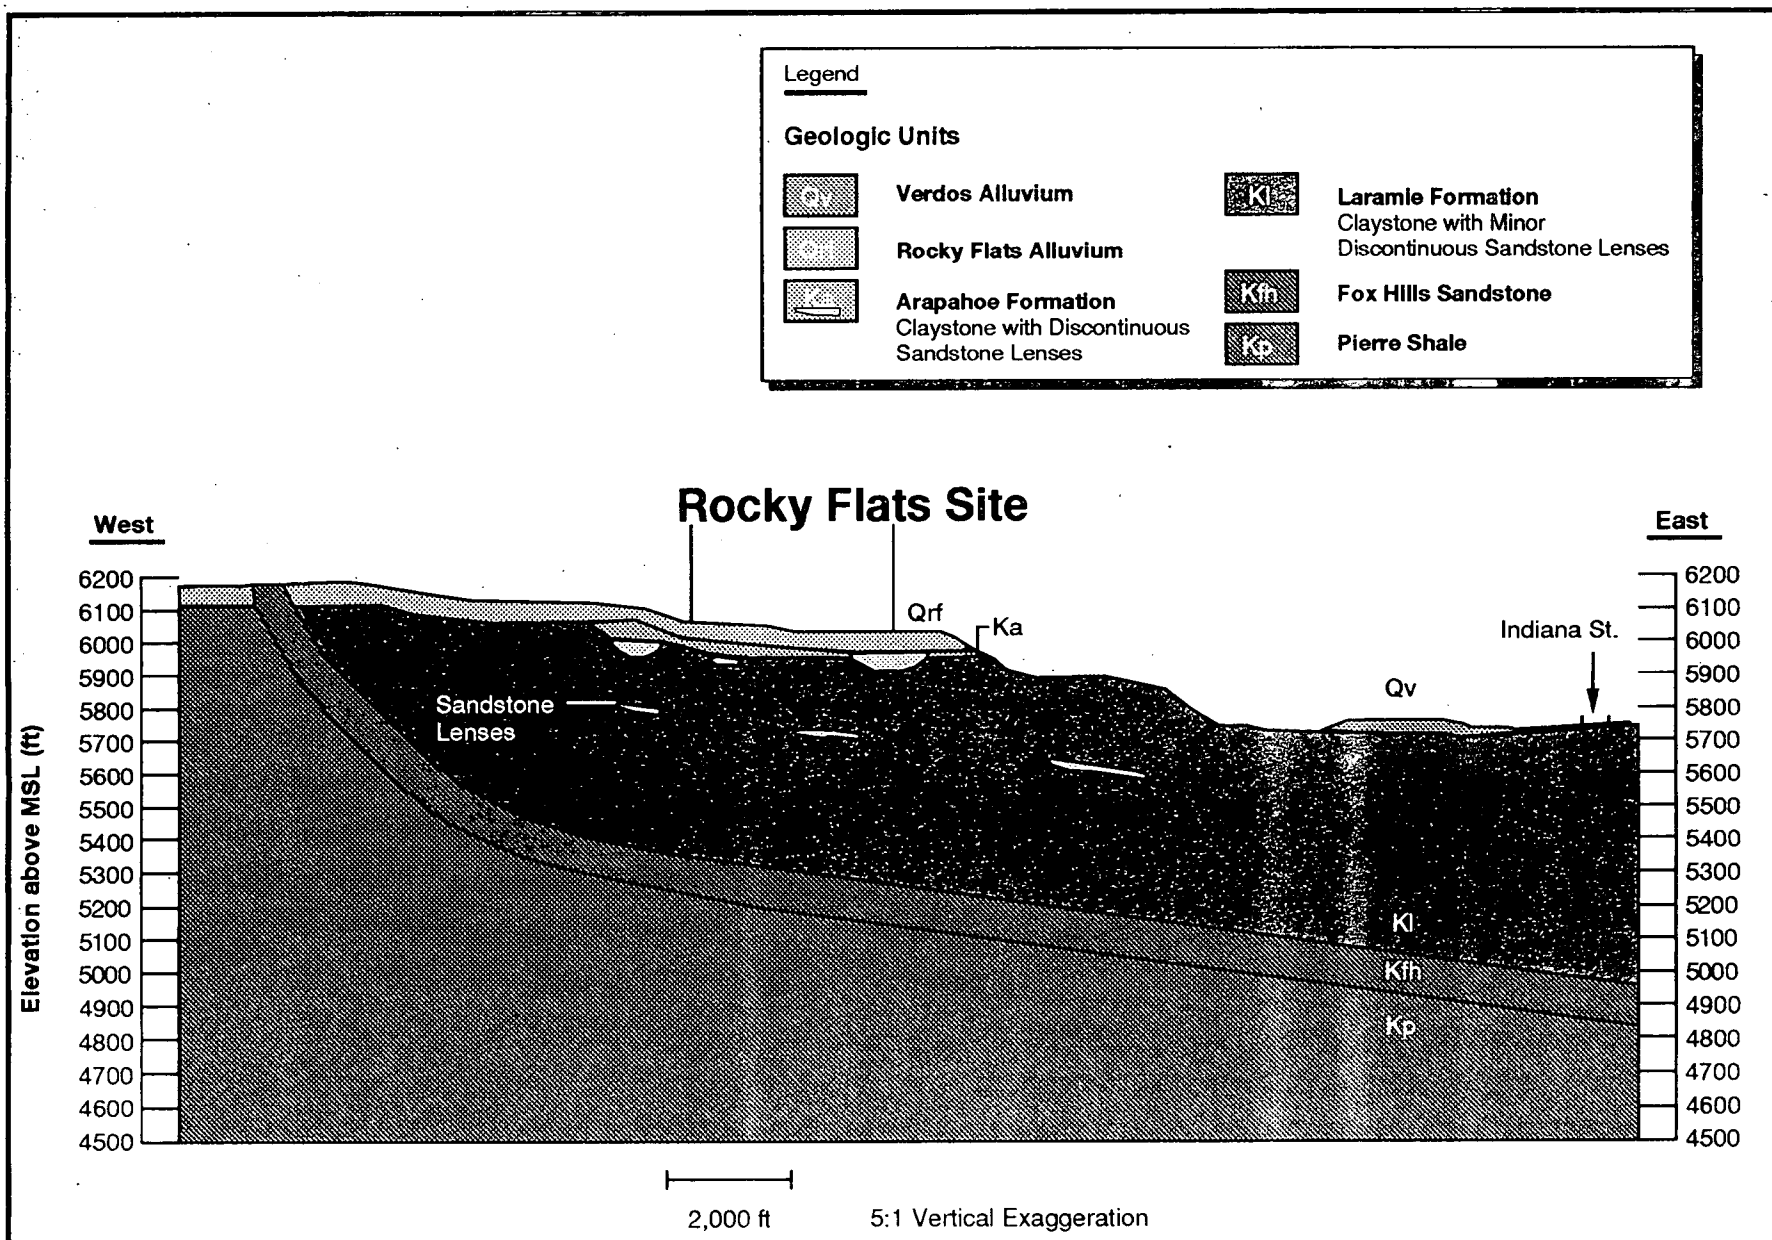 Legend
Geologic Units
Qv
Verdos Alluvium
Qrf
Rocky Flats Alluvium
Ka
Arapahoe Formation
Claystone with Discontinuous
Sandstone Lenses
Kl
Laramie Formation
Claystone with Minor
Discontinuous Sandstone Lenses
Kfh
Fox Hills Sandstone
Kp
Pierre Shale
Rocky Flats Site
West
East
Elevation above MSL (ft)
6200
6100
6000
5900
5800
5700
5600
5500
5400
5300
5200
5100
5000
4900
4800
4700
4600
4500
Qrf
Ka
Sandstone
Lenses
Qv
Indiana St.
Kl
Kfh
Kp
6200
6100
6000
5900
5800
5700
5600
5500
5400
5300
5200
5100
5000
4900
4800
4700
4600
4500
2,000 ft
5:1 Vertical Exaggeration